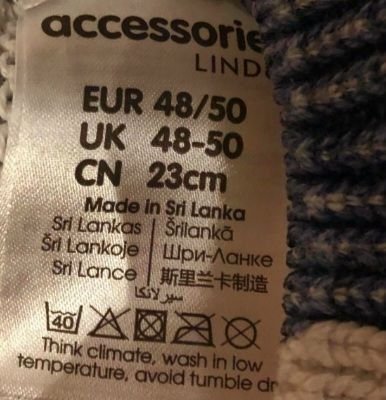 accessorie
LIND
EUR 48/50
UK 48-50
CN 23cm
Made in Sri Lanka
Sri Lankas | Šrilankā
Šri Lankoje | Шри-Ланке
Sri Lance | 斯里兰卡制造
سريلانكا
40
Think climate, wash in low
temperature, avoid tumble dr